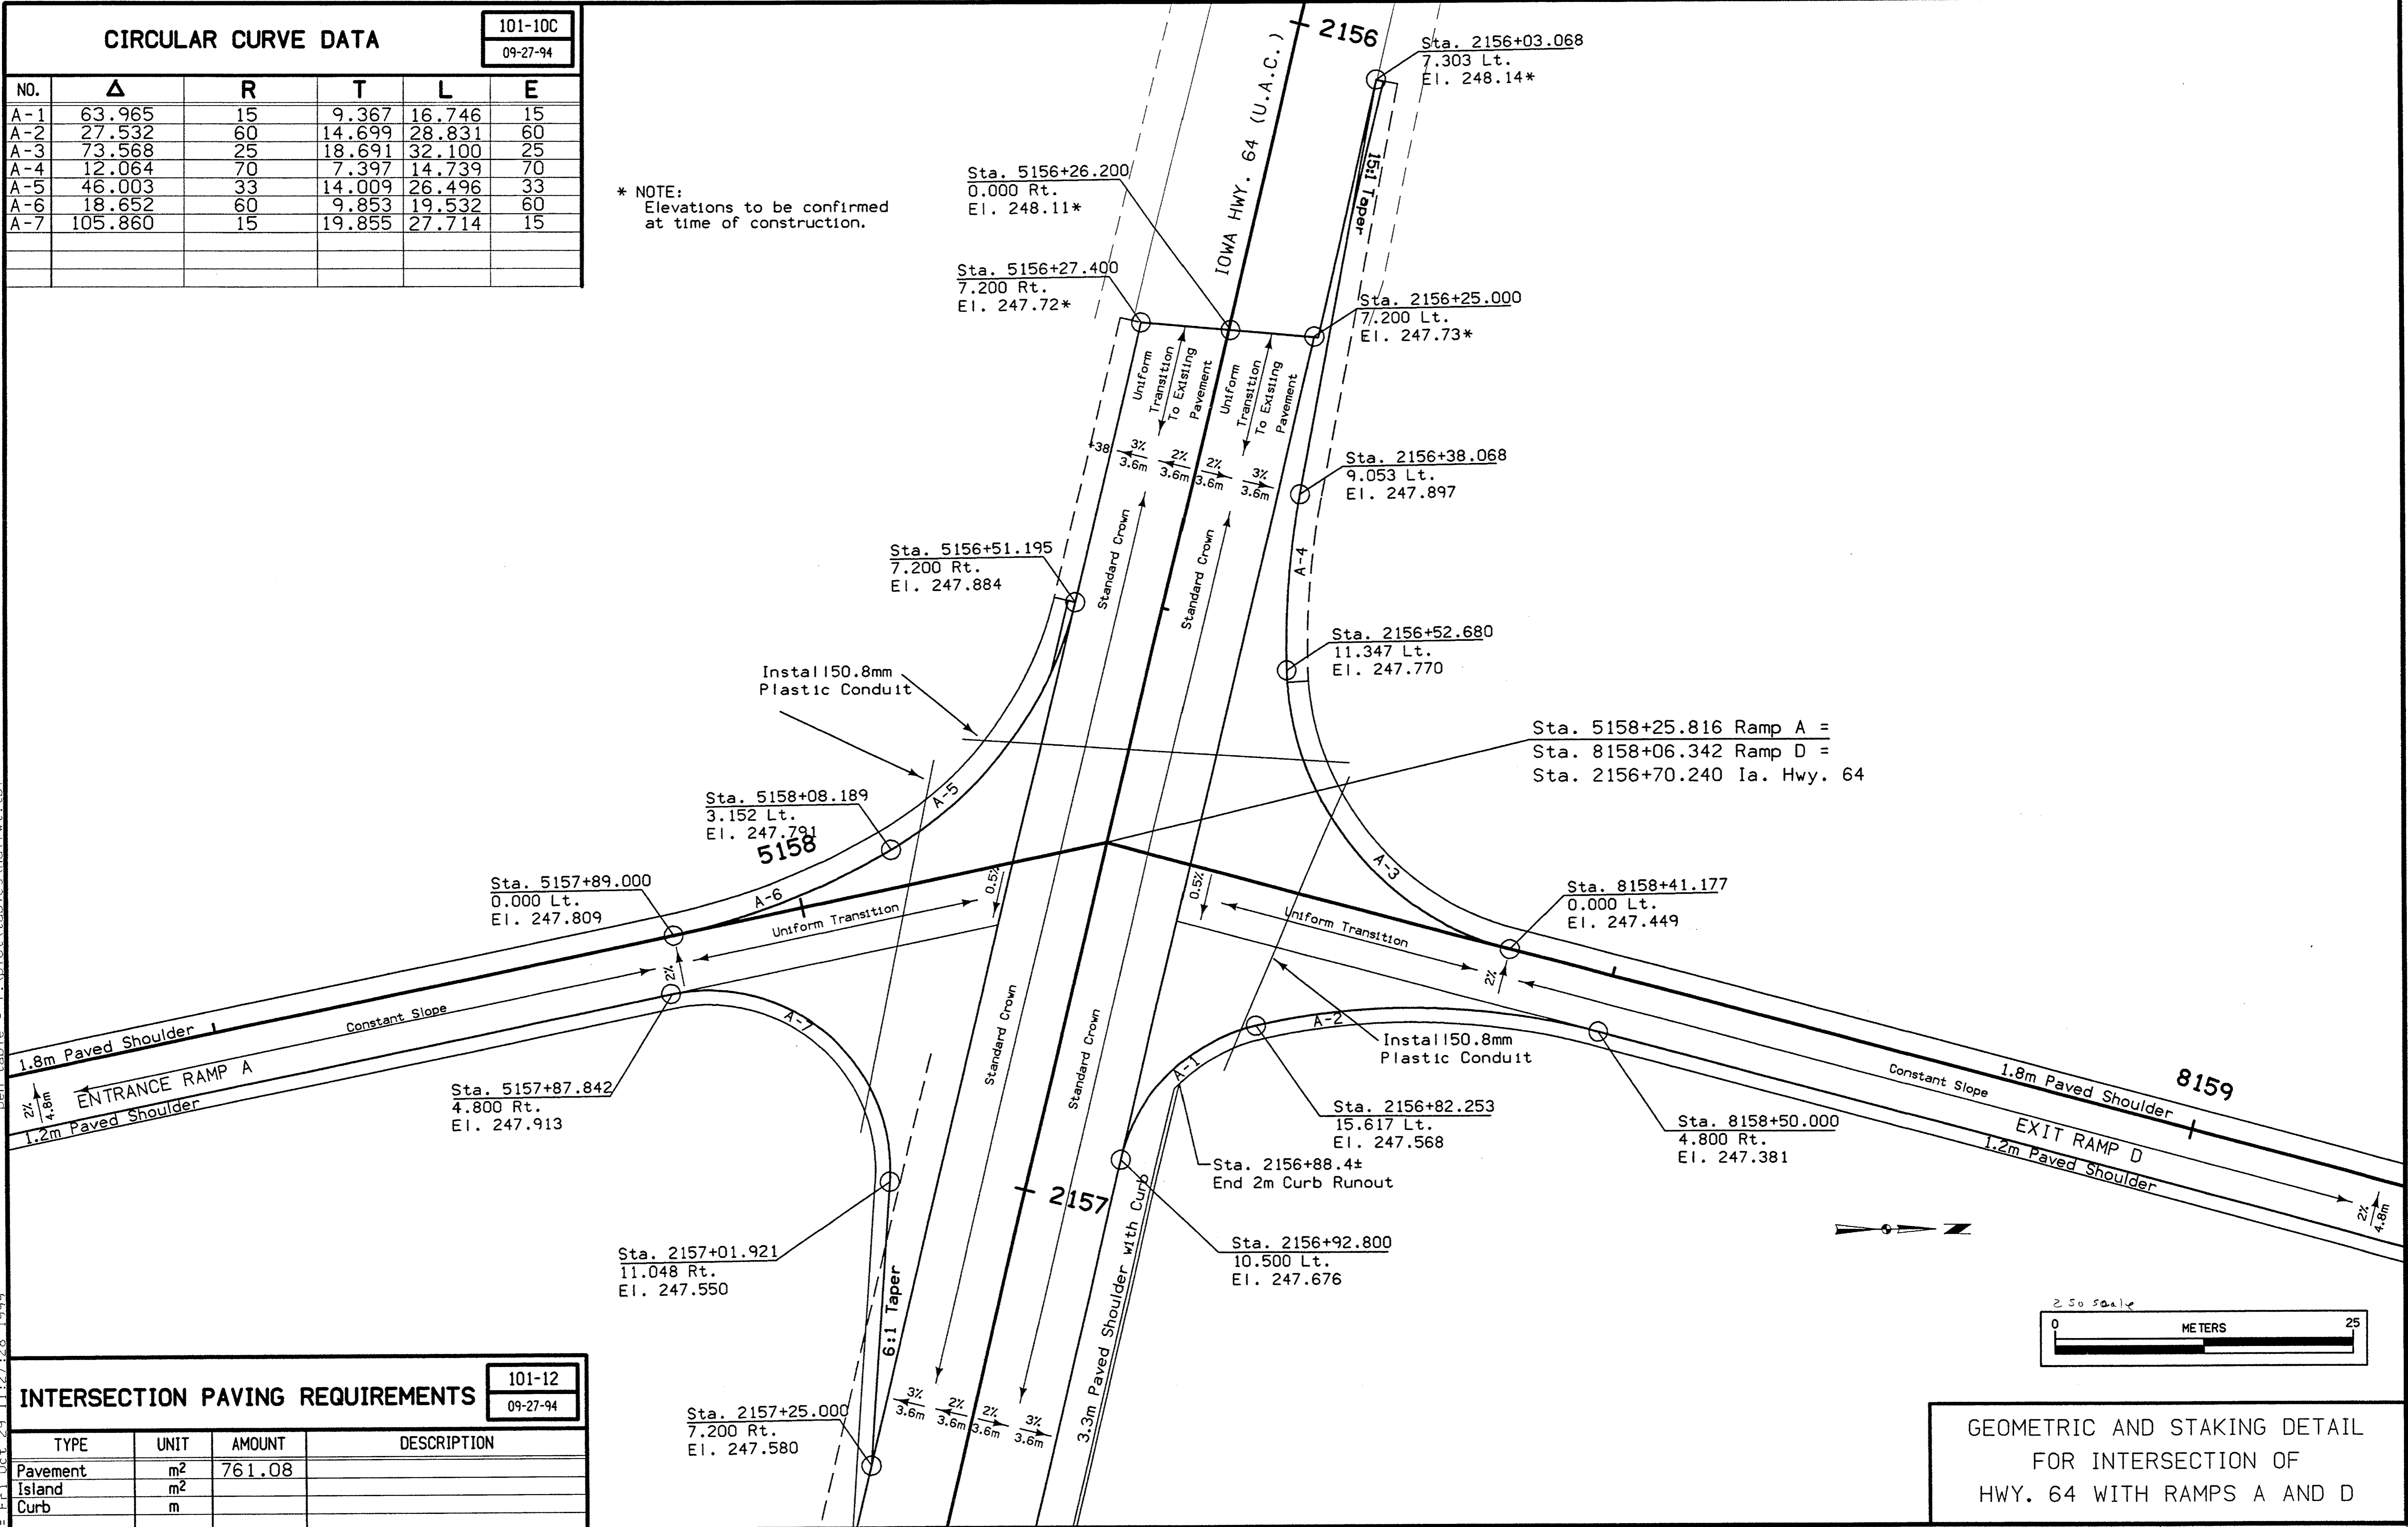 CIRCULAR CURVE DATA
101-10C
09-27-94
NO. Δ R T L E
A-1 63.965 15 9.367 16.746 15
A-2 27.532 60 14.699 28.831 60
A-3 73.568 25 18.691 32.100 25
A-4 12.064 70 7.397 14.739 70
A-5 46.003 33 14.009 26.496 33
A-6 18.652 60 9.853 19.532 60
A-7 105.860 15 19.855 27.714 15
* NOTE:
Elevations to be confirmed
at time of construction.
2156
IOWA HWY. 64 (U.A.C.)
Sta. 2156+03.068
7.303 Lt.
El. 248.14*
15:1 Taper
Sta. 5156+26.200
0.000 Rt.
El. 248.11*
Sta. 5156+27.400
7.200 Rt.
El. 247.72*
Sta. 2156+25.000
7.200 Lt.
El. 247.73*
Uniform
Transition
To Existing
Pavement
Uniform
Transition
To Existing
Pavement
+38
3%
3.6m
2%
3.6m
2%
3.6m
3%
3.6m
Sta. 2156+38.068
9.053 Lt.
El. 247.897
Sta. 5156+51.195
7.200 Rt.
El. 247.884
Standard Crown
Standard Crown
A-4
Sta. 2156+52.680
11.347 Lt.
El. 247.770
Install50.8mm
Plastic Conduit
Sta. 5158+25.816 Ramp A =
Sta. 8158+06.342 Ramp D =
Sta. 2156+70.240 Ia. Hwy. 64
Sta. 5158+08.189
3.152 Lt.
El. 247.791
5158
A-5
A-3
Sta. 5157+89.000
0.000 Lt.
El. 247.809
A-6
Uniform Transition
0.5%
0.5%
Uniform Transition
Sta. 8158+41.177
0.000 Lt.
El. 247.449
2%
2%
1.8m Paved Shoulder
Constant Slope
ENTRANCE RAMP A
2%
4.8m
1.2m Paved Shoulder
A-7
Sta. 5157+87.842
4.800 Rt.
El. 247.913
Standard Crown
Standard Crown
A-1
A-2
Install50.8mm
Plastic Conduit
Sta. 2156+82.253
15.617 Lt.
El. 247.568
Sta. 2156+88.4±
End 2m Curb Runout
Sta. 8158+50.000
4.800 Rt.
El. 247.381
Constant Slope
1.8m Paved Shoulder
8159
EXIT RAMP D
1.2m Paved Shoulder
2%
4.8m
2157
Sta. 2157+01.921
11.048 Rt.
El. 247.550
6:1 Taper
3.3m Paved Shoulder with Curb
Sta. 2156+92.800
10.500 Lt.
El. 247.676
Sta. 2157+25.000
7.200 Rt.
El. 247.580
3%
3.6m
2%
3.6m
2%
3.6m
3%
3.6m
N
250 scale
0 METERS 25
INTERSECTION PAVING REQUIREMENTS
101-12
09-27-94
TYPE UNIT AMOUNT DESCRIPTION
Pavement m² 761.08
Island m²
Curb m
GEOMETRIC AND STAKING DETAIL
FOR INTERSECTION OF
HWY. 64 WITH RAMPS A AND D